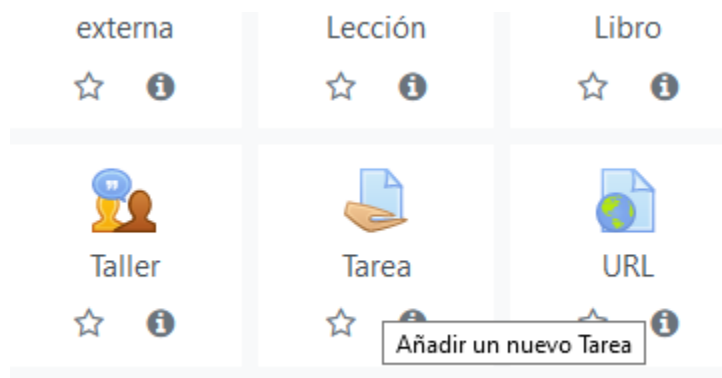 externa
Lección
Libro
Taller
Tarea
URL
Añadir un nuevo Tarea